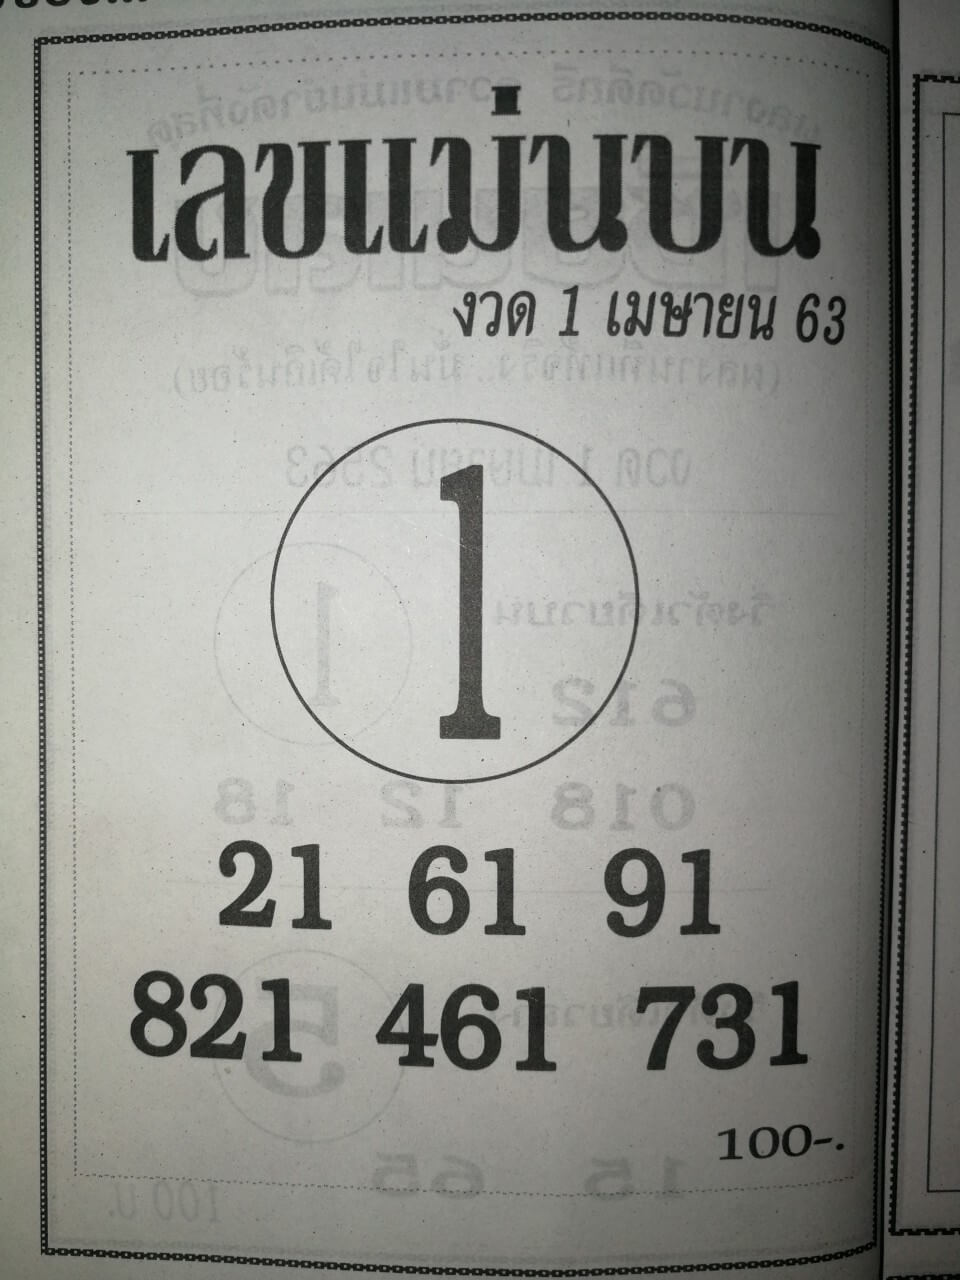 เลขแม่นบน
งวด 1 เมษายน 63
1
21 61 91
821 461 731
100-.